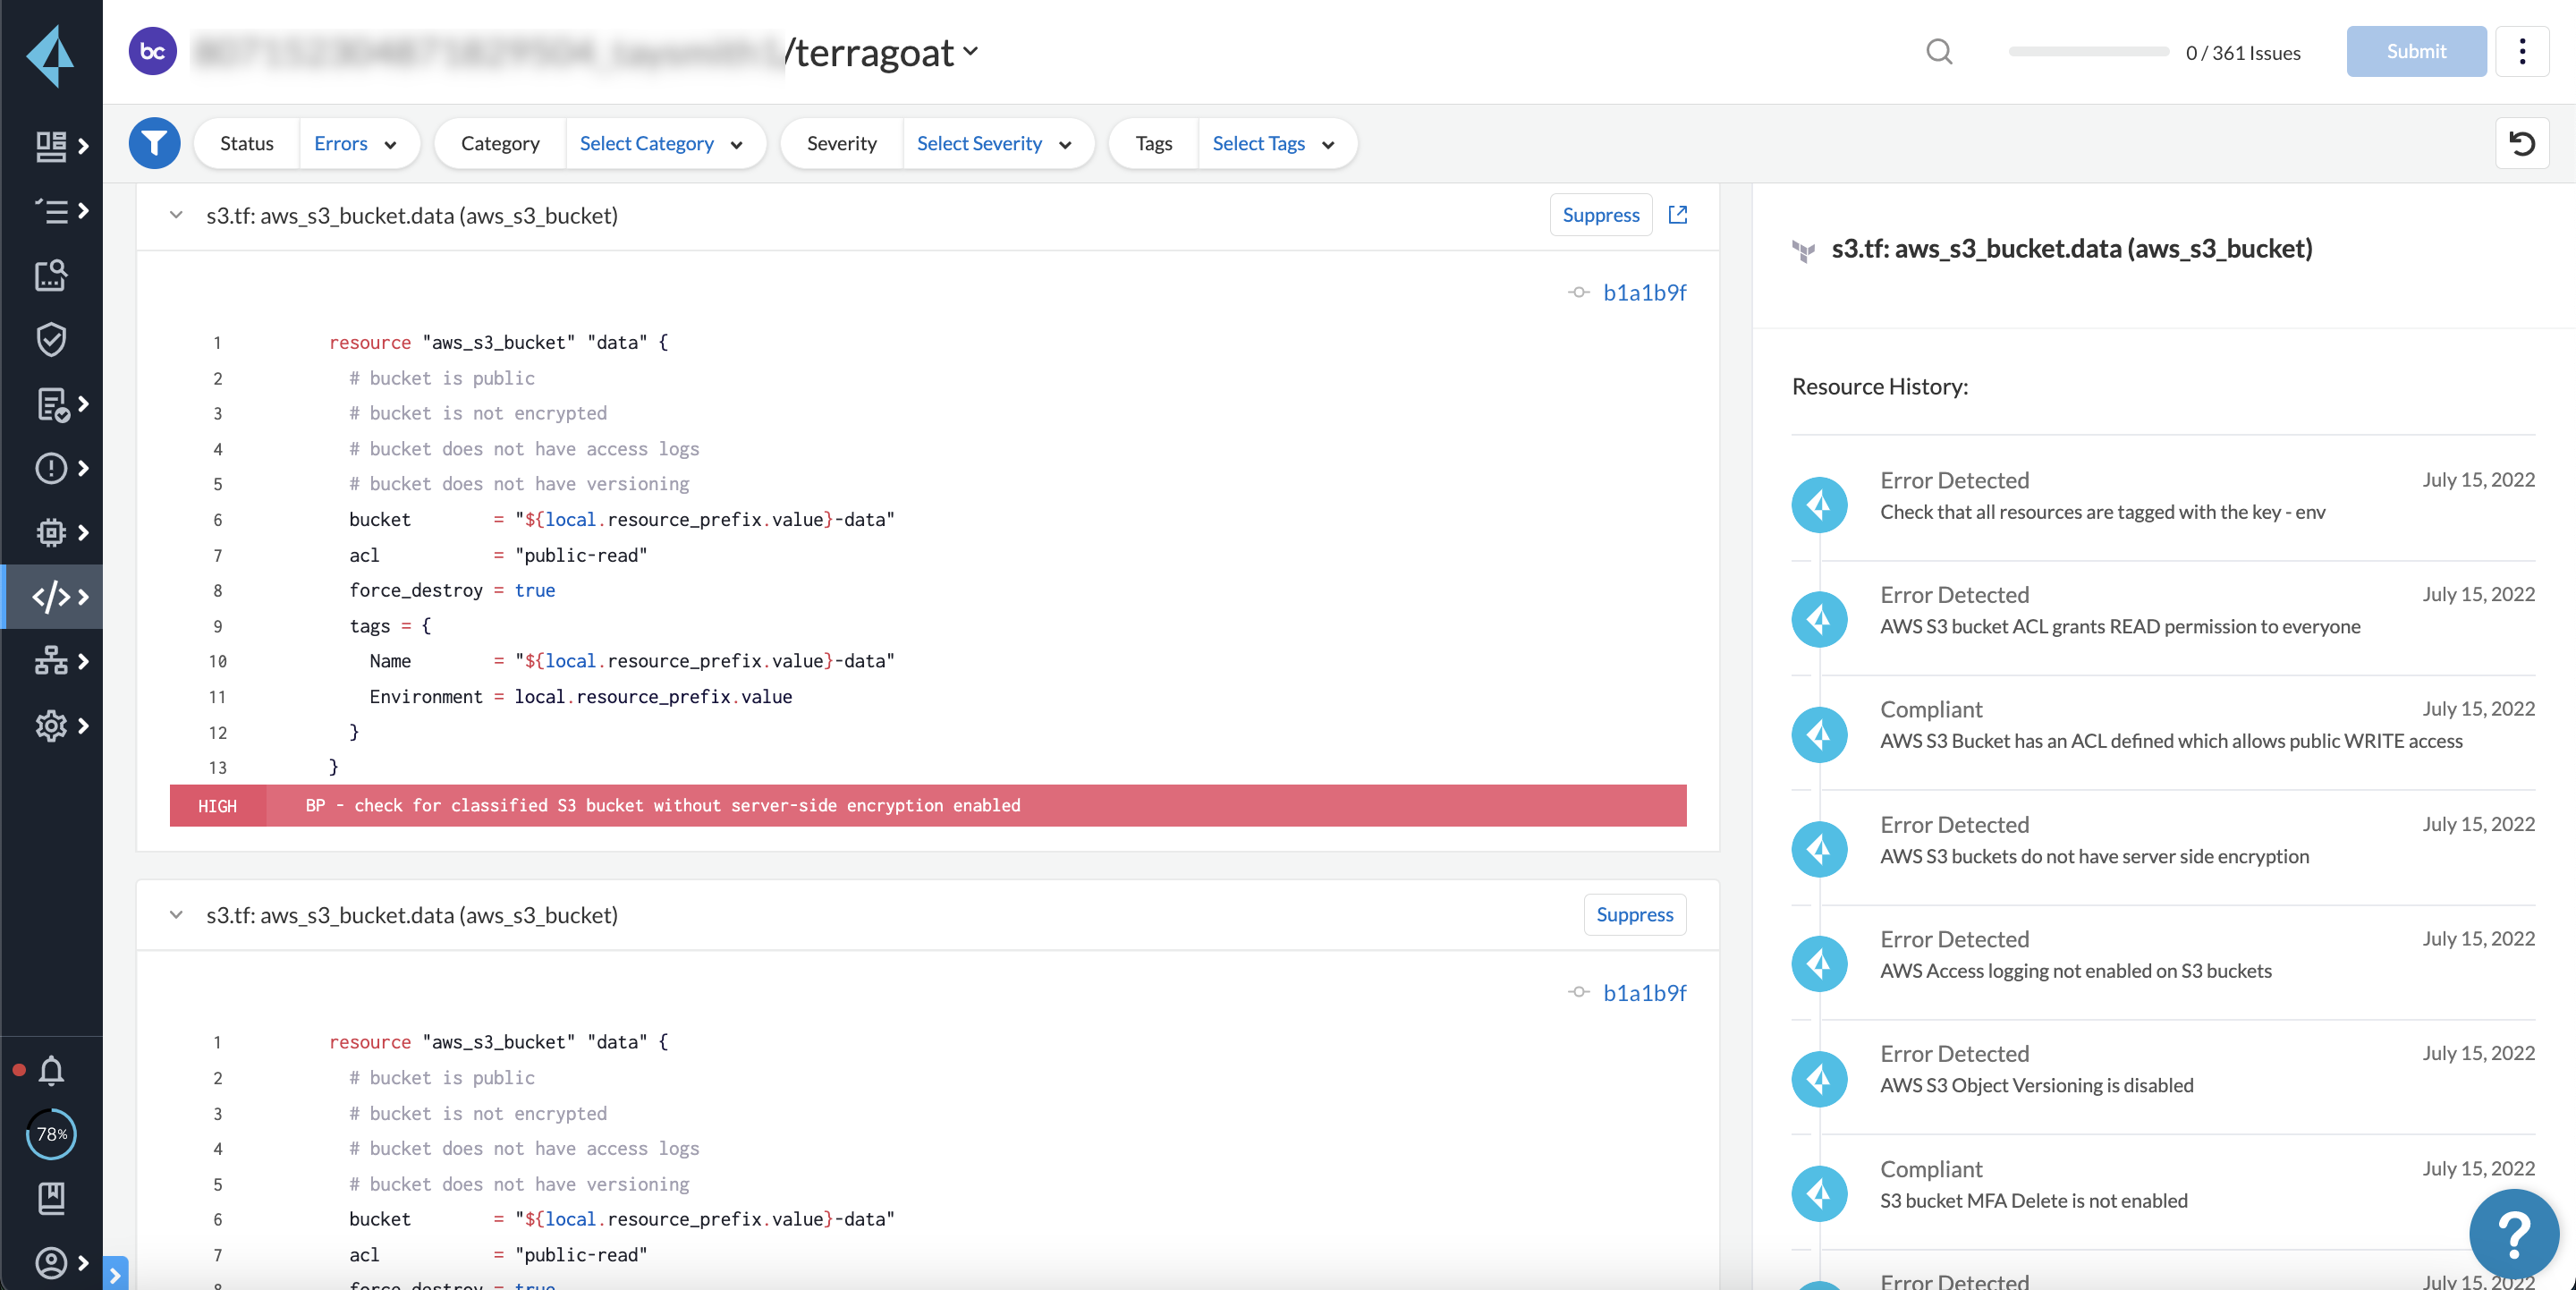 bc
/terragoat
0 / 361 Issues
Submit
Status
Errors
Category
Select Category
Severity
Select Severity
Tags
Select Tags
s3.tf: aws_s3_bucket.data (aws_s3_bucket)
Suppress
b1a1b9f
1 resource "aws_s3_bucket" "data" {
2 # bucket is public
3 # bucket is not encrypted
4 # bucket does not have access logs
5 # bucket does not have versioning
6 bucket = "${local.resource_prefix.value}-data"
7 acl = "public-read"
8 force_destroy = true
9 tags = {
10 Name = "${local.resource_prefix.value}-data"
11 Environment = local.resource_prefix.value
12 }
13 }
HIGH BP - check for classified S3 bucket without server-side encryption enabled
s3.tf: aws_s3_bucket.data (aws_s3_bucket)
Suppress
b1a1b9f
1 resource "aws_s3_bucket" "data" {
2 # bucket is public
3 # bucket is not encrypted
4 # bucket does not have access logs
5 # bucket does not have versioning
6 bucket = "${local.resource_prefix.value}-data"
7 acl = "public-read"
8 force_destroy = true
s3.tf: aws_s3_bucket.data (aws_s3_bucket)
Resource History:
Error Detected July 15, 2022
Check that all resources are tagged with the key - env
Error Detected July 15, 2022
AWS S3 bucket ACL grants READ permission to everyone
Compliant July 15, 2022
AWS S3 Bucket has an ACL defined which allows public WRITE access
Error Detected July 15, 2022
AWS S3 buckets do not have server side encryption
Error Detected July 15, 2022
AWS Access logging not enabled on S3 buckets
Error Detected July 15, 2022
AWS S3 Object Versioning is disabled
Compliant July 15, 2022
S3 bucket MFA Delete is not enabled
Error Detected July 15, 2022
78%
?